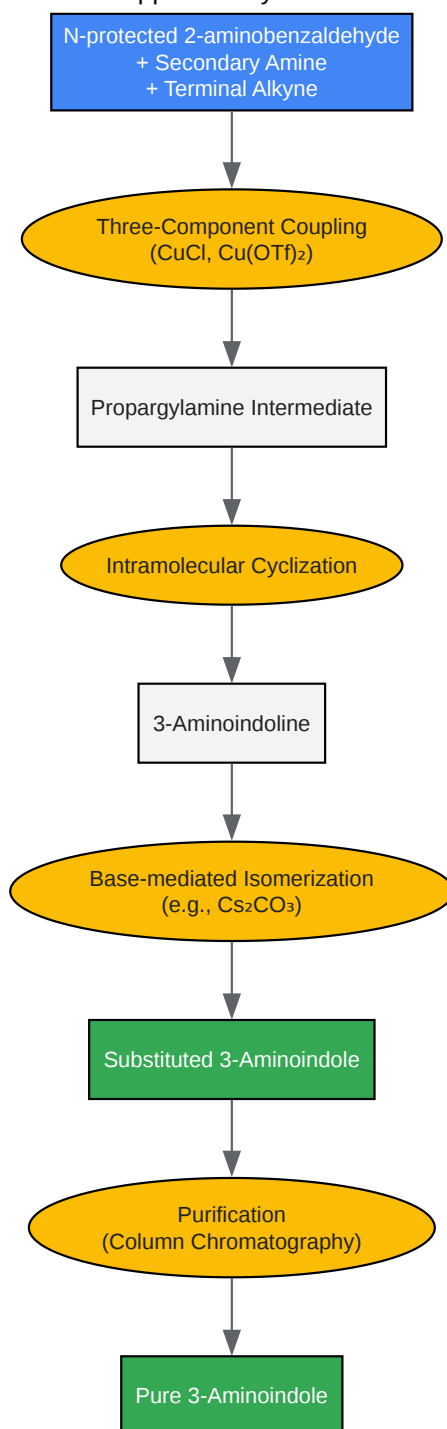 N-protected 2-aminobenzaldehyde
+ Secondary Amine
+ Terminal Alkyne
Three-Component Coupling
(CuCl, Cu(OTf)₂)
Propargylamine Intermediate
Intramolecular Cyclization
3-Aminoindoline
Base-mediated Isomerization
(e.g., Cs₂CO₃)
Substituted 3-Aminoindole
Purification
(Column Chromatography)
Pure 3-Aminoindole